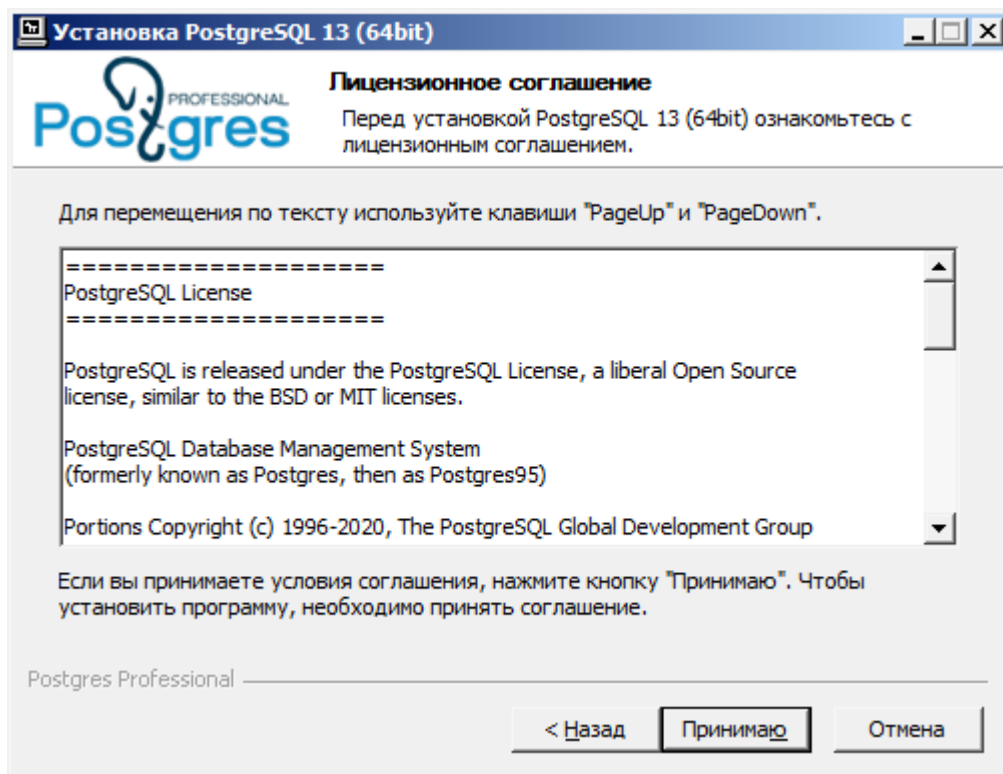 Установка PostgreSQL 13 (64bit)
PROFESSIONAL
Postgres
Лицензионное соглашение
Перед установкой PostgreSQL 13 (64bit) ознакомьтесь с
лицензионным соглашением.
Для перемещения по тексту используйте клавиши "PageUp" и "PageDown".
====================
PostgreSQL License
====================
PostgreSQL is released under the PostgreSQL License, a liberal Open Source
license, similar to the BSD or MIT licenses.
PostgreSQL Database Management System
(formerly known as Postgres, then as Postgres95)
Portions Copyright (c) 1996-2020, The PostgreSQL Global Development Group
Если вы принимаете условия соглашения, нажмите кнопку "Принимаю". Чтобы
установить программу, необходимо принять соглашение.
Postgres Professional
< Назад
Принимаю
Отмена